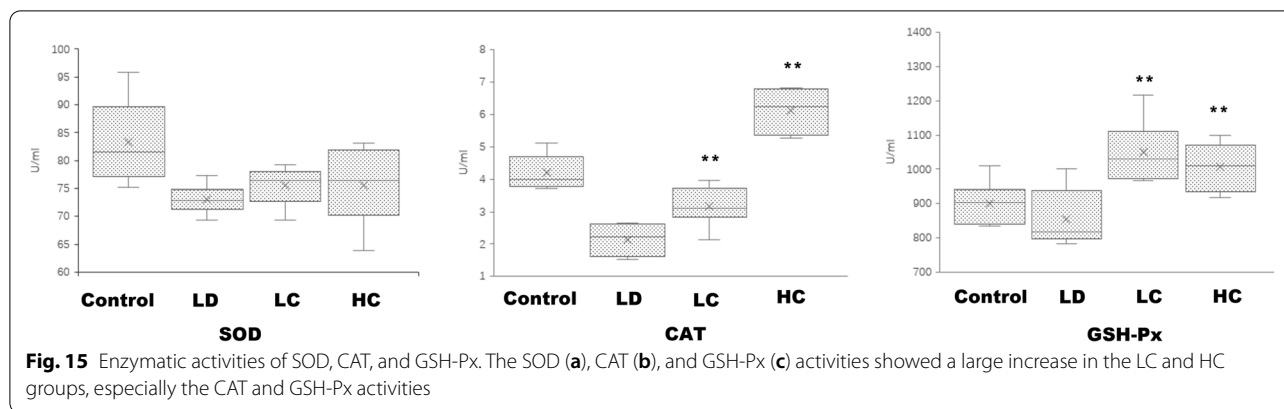 100
95
90
85
80
75
70
65
60
U/ml
Control LD LC HC
SOD
8
7
6
5
4
3
2
1
U/ml
**
**
Control LD LC HC
CAT
1400
1300
1200
1100
1000
900
800
700
U/ml
**
**
Control LD LC HC
GSH-Px
Fig. 15 Enzymatic activities of SOD, CAT, and GSH-Px. The SOD (a), CAT (b), and GSH-Px (c) activities showed a large increase in the LC and HC
groups, especially the CAT and GSH-Px activities